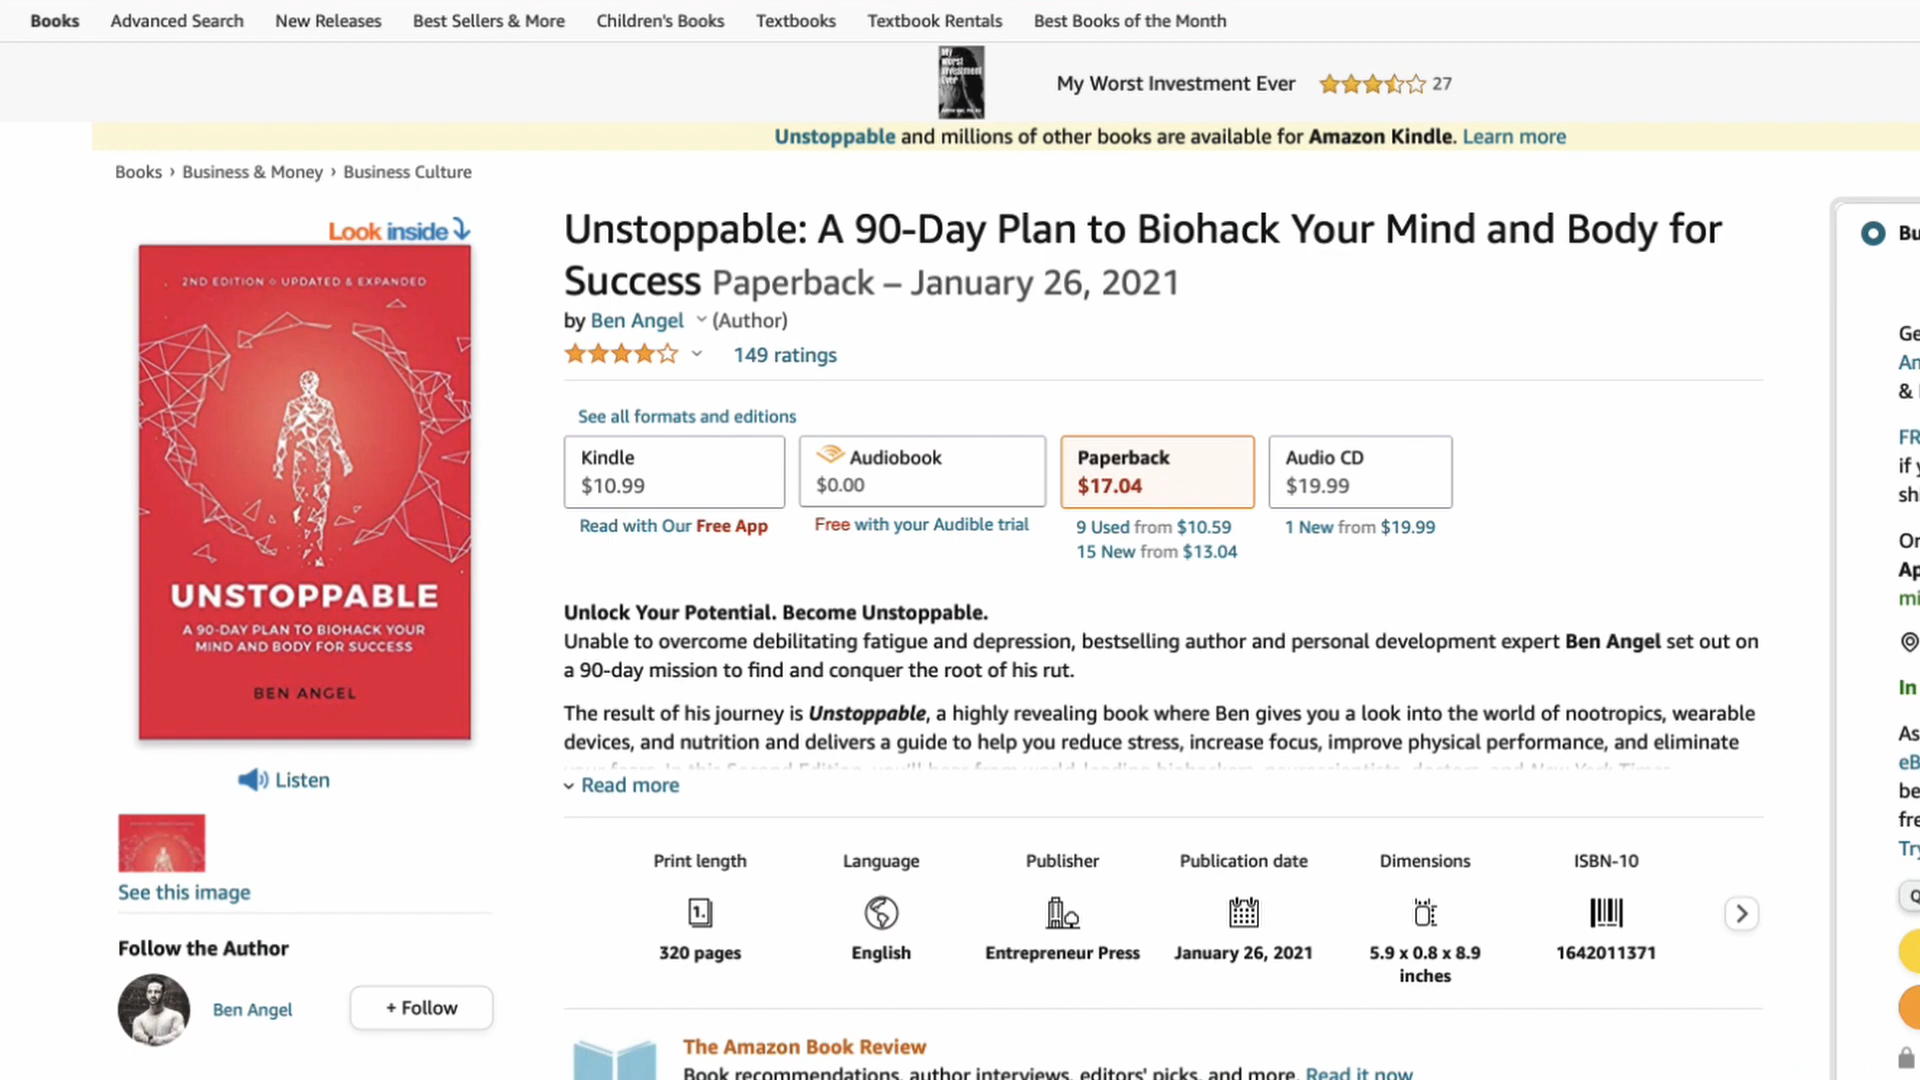 Books Advanced Search New Releases Best Sellers & More Children's Books Textbooks Textbook Rentals Best Books of the Month
My Worst Investment Ever 27
Unstoppable and millions of other books are available for Amazon Kindle. Learn more
Books › Business & Money › Business Culture
Look inside
2ND EDITION UPDATED & EXPANDED
UNSTOPPABLE
A 90-DAY PLAN TO BIOHACK YOUR
MIND AND BODY FOR SUCCESS
BEN ANGEL
Listen
See this image
Follow the Author
Ben Angel
+ Follow
Unstoppable: A 90-Day Plan to Biohack Your Mind and Body for
Success Paperback – January 26, 2021
by Ben Angel (Author)
149 ratings
See all formats and editions
Kindle
$10.99
Read with Our Free App
Audiobook
$0.00
Free with your Audible trial
Paperback
$17.04
9 Used from $10.59
15 New from $13.04
Audio CD
$19.99
1 New from $19.99
Unlock Your Potential. Become Unstoppable.
Unable to overcome debilitating fatigue and depression, bestselling author and personal development expert Ben Angel set out on
a 90-day mission to find and conquer the root of his rut.
The result of his journey is Unstoppable, a highly revealing book where Ben gives you a look into the world of nootropics, wearable
devices, and nutrition and delivers a guide to help you reduce stress, increase focus, improve physical performance, and eliminate
Read more
Print length
320 pages
Language
English
Publisher
Entrepreneur Press
Publication date
January 26, 2021
Dimensions
5.9 x 0.8 x 8.9
inches
ISBN-10
1642011371
The Amazon Book Review
Book recommendations, author interviews, editors' picks, and more. Read it now